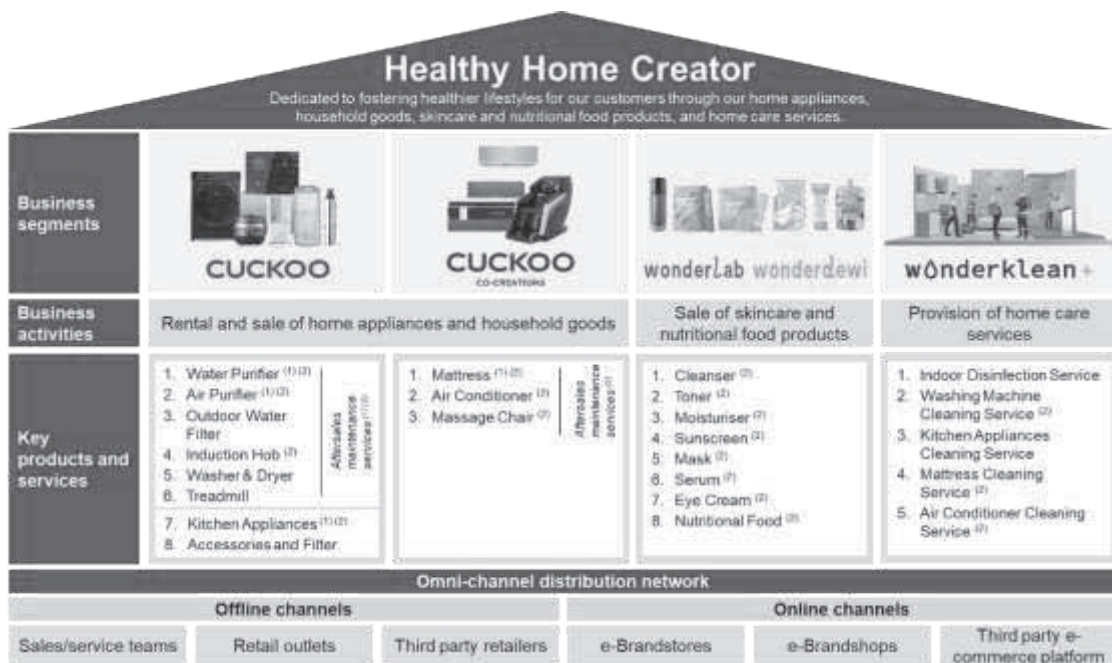 Healthy Home Creator
Dedicated to fostering healthier lifestyles for our customers through our home appliances,
household goods, skincare and nutritional food products, and home care services.
Business
segments
CUCKOO
CUCKOO
CO-CREATIONS
wonderlab wonderdewi
wonderklean +
Business
activities
Rental and sale of home appliances and household goods
Sale of skincare and
nutritional food products
Provision of home care
services
Key
products and
services
1. Water Purifier (1) (2)
2. Air Purifier (1) (2)
3. Outdoor Water
Filter
4. Induction Hob (2)
5. Washer & Dryer
6. Treadmill
Aftersales
maintenance
services (1) (2)
7. Kitchen Appliances (1) (2)
8. Accessories and Filter
1. Mattress (1) (2)
2. Air Conditioner (2)
3. Massage Chair (2)
Aftersales
maintenance
services (2)
1. Cleanser (2)
2. Toner (2)
3. Moisturiser (2)
4. Sunscreen (2)
5. Mask (2)
6. Serum (2)
7. Eye Cream (2)
8. Nutritional Food (2)
1. Indoor Disinfection Service
2. Washing Machine
Cleaning Service (2)
3. Kitchen Appliances
Cleaning Service
4. Mattress Cleaning
Service (2)
5. Air Conditioner Cleaning
Service (2)
Omni-channel distribution network
Offline channels
Online channels
Sales/service teams
Retail outlets
Third party retailers
e-Brandstores
e-Brandshops
Third party e-
commerce platform